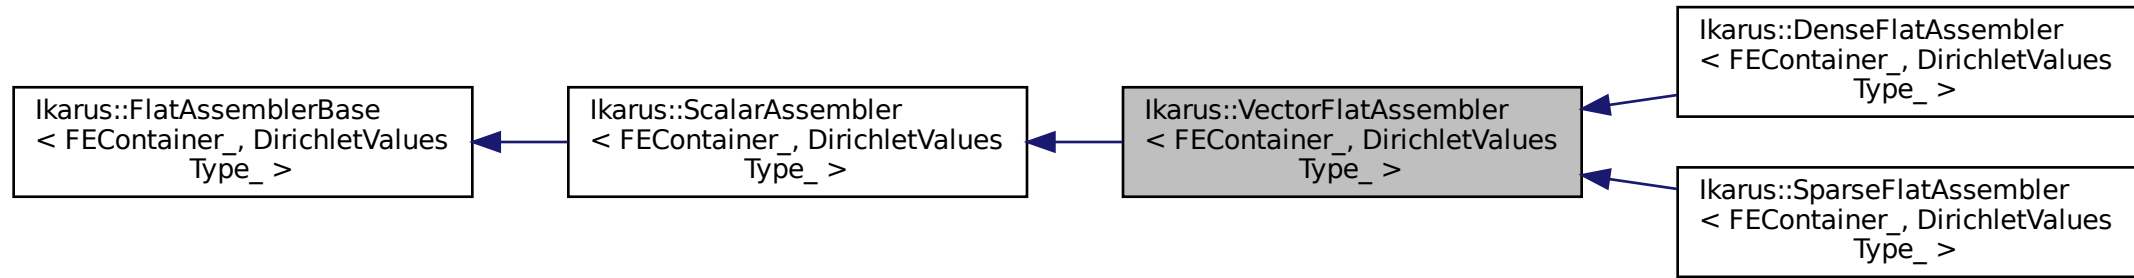 Ikarus::FlatAssemblerBase
< FEContainer_, DirichletValues
Type_ >
Ikarus::ScalarAssembler
< FEContainer_, DirichletValues
Type_ >
Ikarus::VectorFlatAssembler
< FEContainer_, DirichletValues
Type_ >
Ikarus::DenseFlatAssembler
< FEContainer_, DirichletValues
Type_ >
Ikarus::SparseFlatAssembler
< FEContainer_, DirichletValues
Type_ >